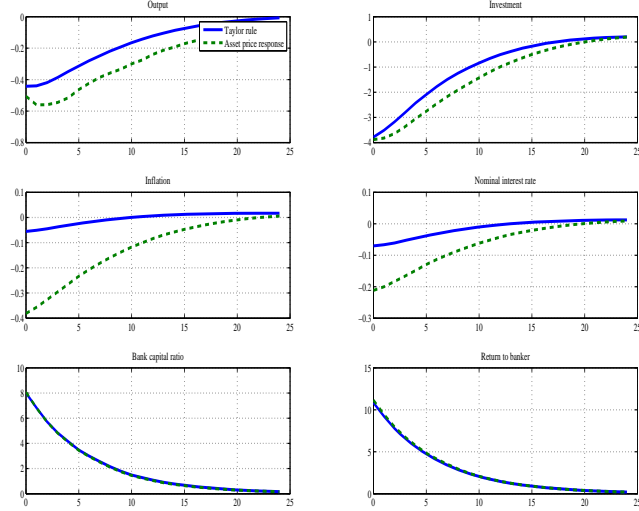 Output
0
−0.2
−0.4
−0.6
−0.8
0 5 10 15 20 25
Taylor rule
Asset price response
Investment
1
0
−1
−2
−3
−4
0 5 10 15 20 25
Inflation
0.1
0
−0.1
−0.2
−0.3
−0.4
0 5 10 15 20 25
Nominal interest rate
0.1
0
−0.1
−0.2
−0.3
0 5 10 15 20 25
Bank capital ratio
10
8
6
4
2
0
0 5 10 15 20 25
Return to banker
15
10
5
0
0 5 10 15 20 25